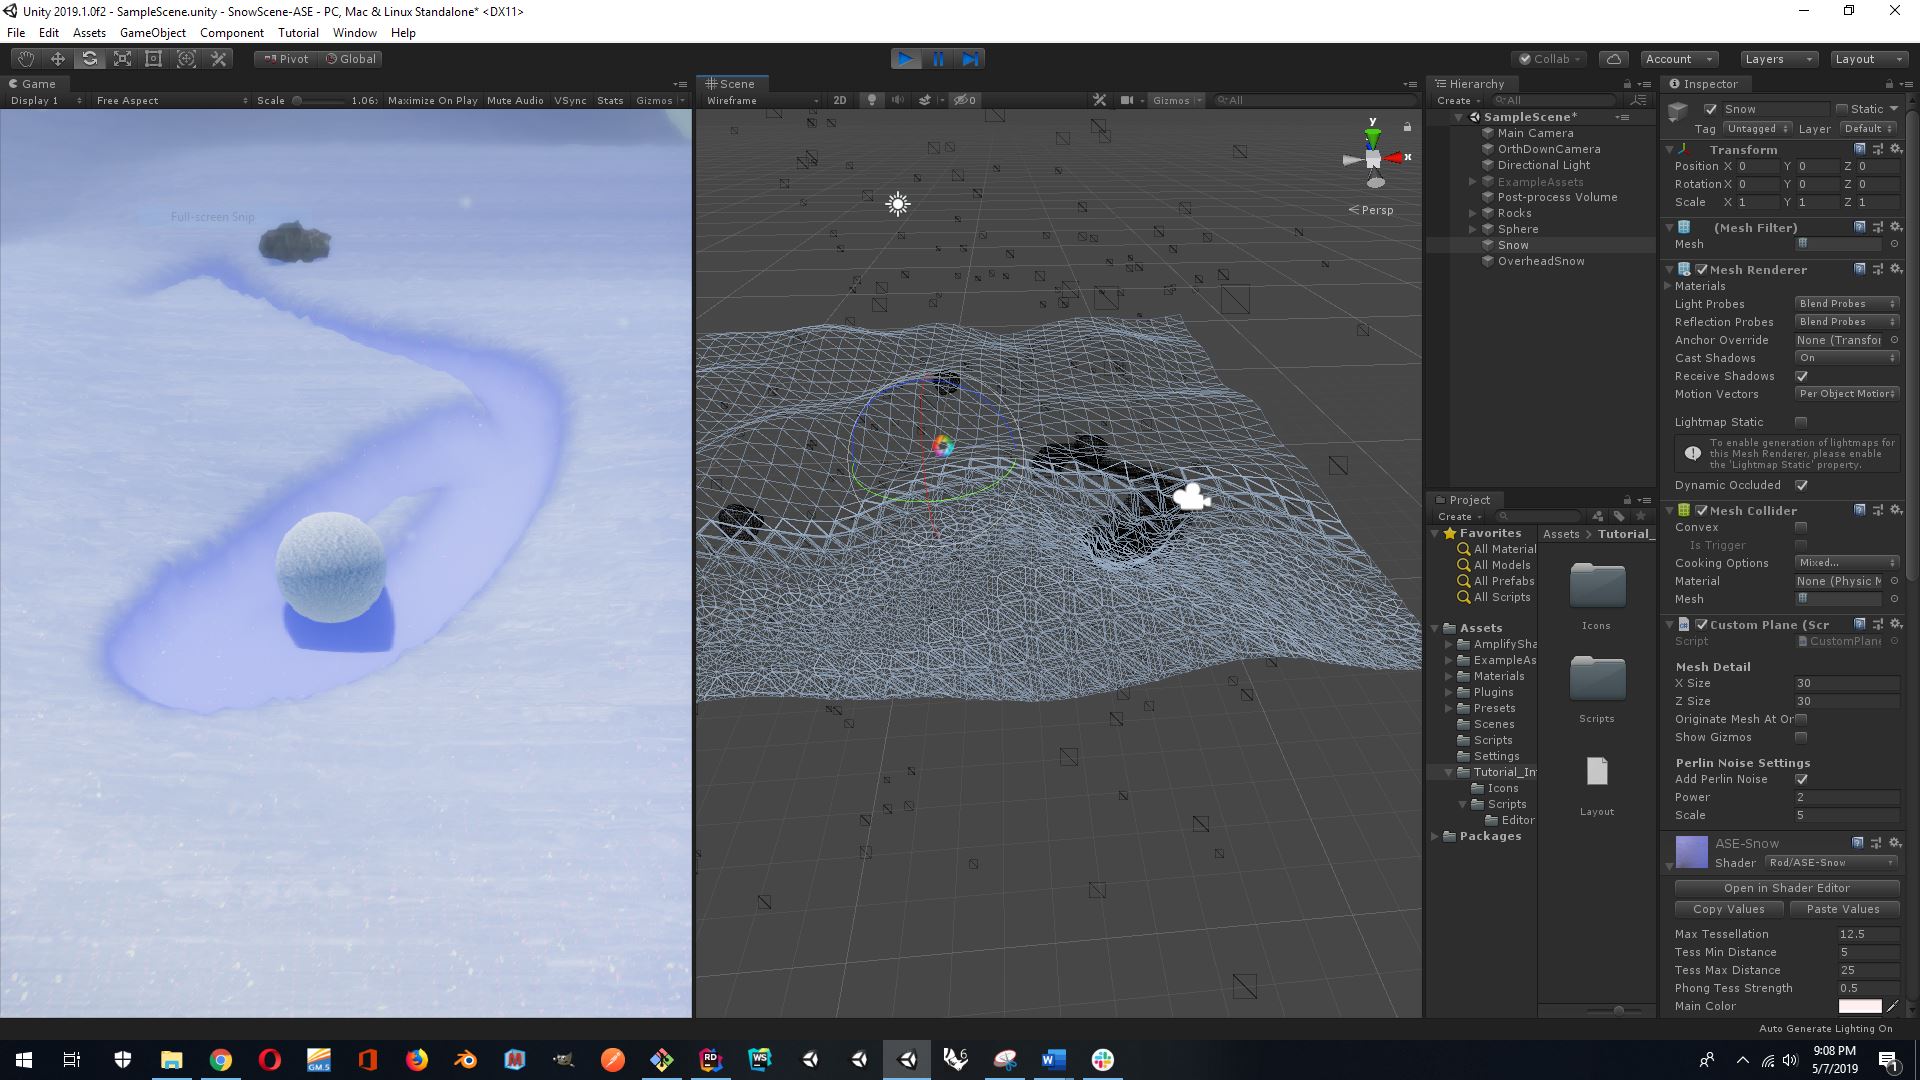 Unity 2019.1.0f2 - SampleScene.unity - SnowScene-ASE - PC, Mac & Linux Standalone* <DX11>
File Edit Assets GameObject Component Tutorial Window Help
Pivot Global Collab Account Layers Layout
Game
Display 1 Free Aspect Scale 1.06x Maximize On Play Mute Audio VSync Stats Gizmos
Full-screen Snip
Scene
Wireframe 2D 0 Gizmos All
y
x
Persp
Hierarchy
Create All
SampleScene*
Main Camera
OrthDownCamera
Directional Light
ExampleAssets
Post-process Volume
Rocks
Sphere
Snow
OverheadSnow
Project
Create
Favorites
All Material
All Models
All Prefabs
All Scripts
Assets
AmplifySha
ExampleAs
Materials
Plugins
Presets
Scenes
Scripts
Settings
Tutorial_In
Icons
Scripts
Editor
Packages
Assets > Tutorial_
Icons
Scripts
Layout
Inspector
Snow Static
Tag Untagged Layer Default
Transform
Position X 0 Y 0 Z 0
Rotation X 0 Y 0 Z 0
Scale X 1 Y 1 Z 1
(Mesh Filter)
Mesh
Mesh Renderer
Materials
Light Probes Blend Probes
Reflection Probes Blend Probes
Anchor Override None (Transfor
Cast Shadows On
Receive Shadows
Motion Vectors Per Object Motion
Lightmap Static
To enable generation of lightmaps for
this Mesh Renderer, please enable
the 'Lightmap Static' property.
Dynamic Occluded
Mesh Collider
Convex
Is Trigger
Cooking Options Mixed...
Material None (Physic M
Mesh
Custom Plane (Scr
Script CustomPlane
Mesh Detail
X Size 30
Z Size 30
Originate Mesh At Or
Show Gizmos
Perlin Noise Settings
Add Perlin Noise
Power 2
Scale 5
ASE-Snow
Shader Rod/ASE-Snow
Open in Shader Editor
Copy Values Paste Values
Max Tessellation 12.5
Tess Min Distance 5
Tess Max Distance 25
Phong Tess Strength 0.5
Main Color
Auto Generate Lighting On
GM.5 RD WS 6
9:08 PM
5/7/2019
1